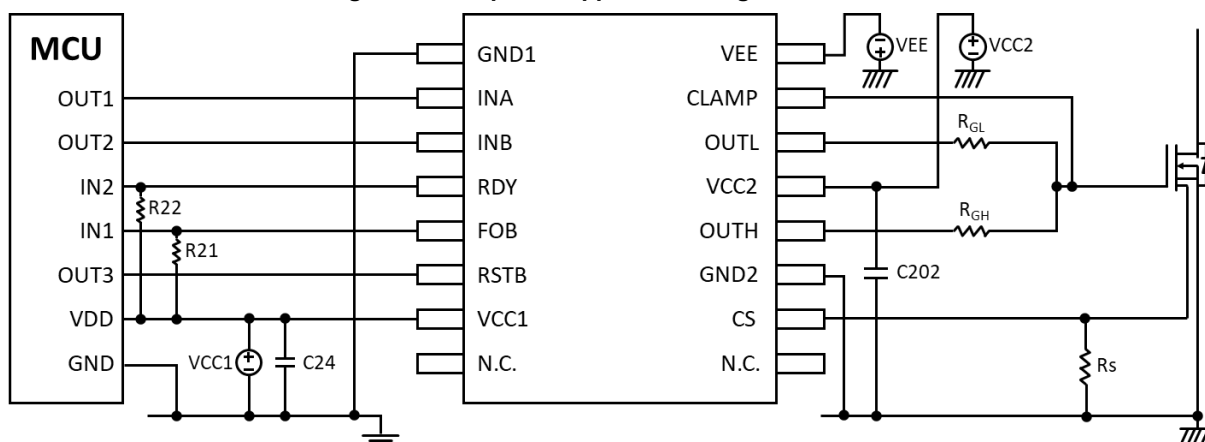 MCU
OUT1
OUT2
IN2
IN1
OUT3
VDD
GND
R22
R21
VCC1
C24
GND1
INA
INB
RDY
FOB
RSTB
VCC1
N.C.
VEE
CLAMP
OUTL
VCC2
OUTH
GND2
CS
N.C.
VEE
VCC2
RGL
RGH
C202
Rs